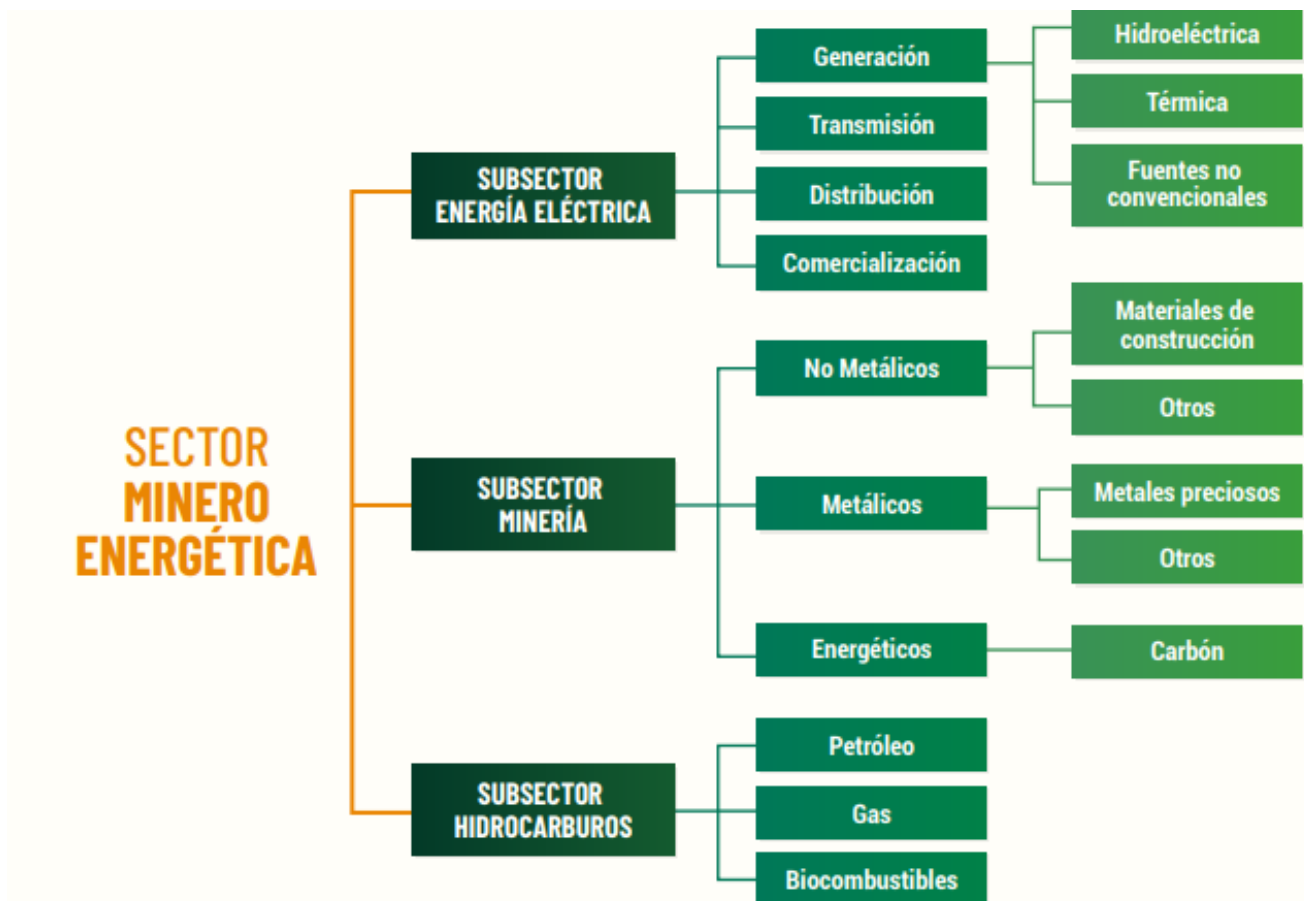 SECTOR
MINERO
ENERGÉTICA
SUBSECTOR
ENERGÍA ELÉCTRICA
Generación
Hidroeléctrica
Térmica
Fuentes no
convencionales
Transmisión
Distribución
Comercialización
SUBSECTOR
MINERÍA
No Metálicos
Materiales de
construcción
Otros
Metálicos
Metales preciosos
Otros
Energéticos
Carbón
SUBSECTOR
HIDROCARBUROS
Petróleo
Gas
Biocombustibles